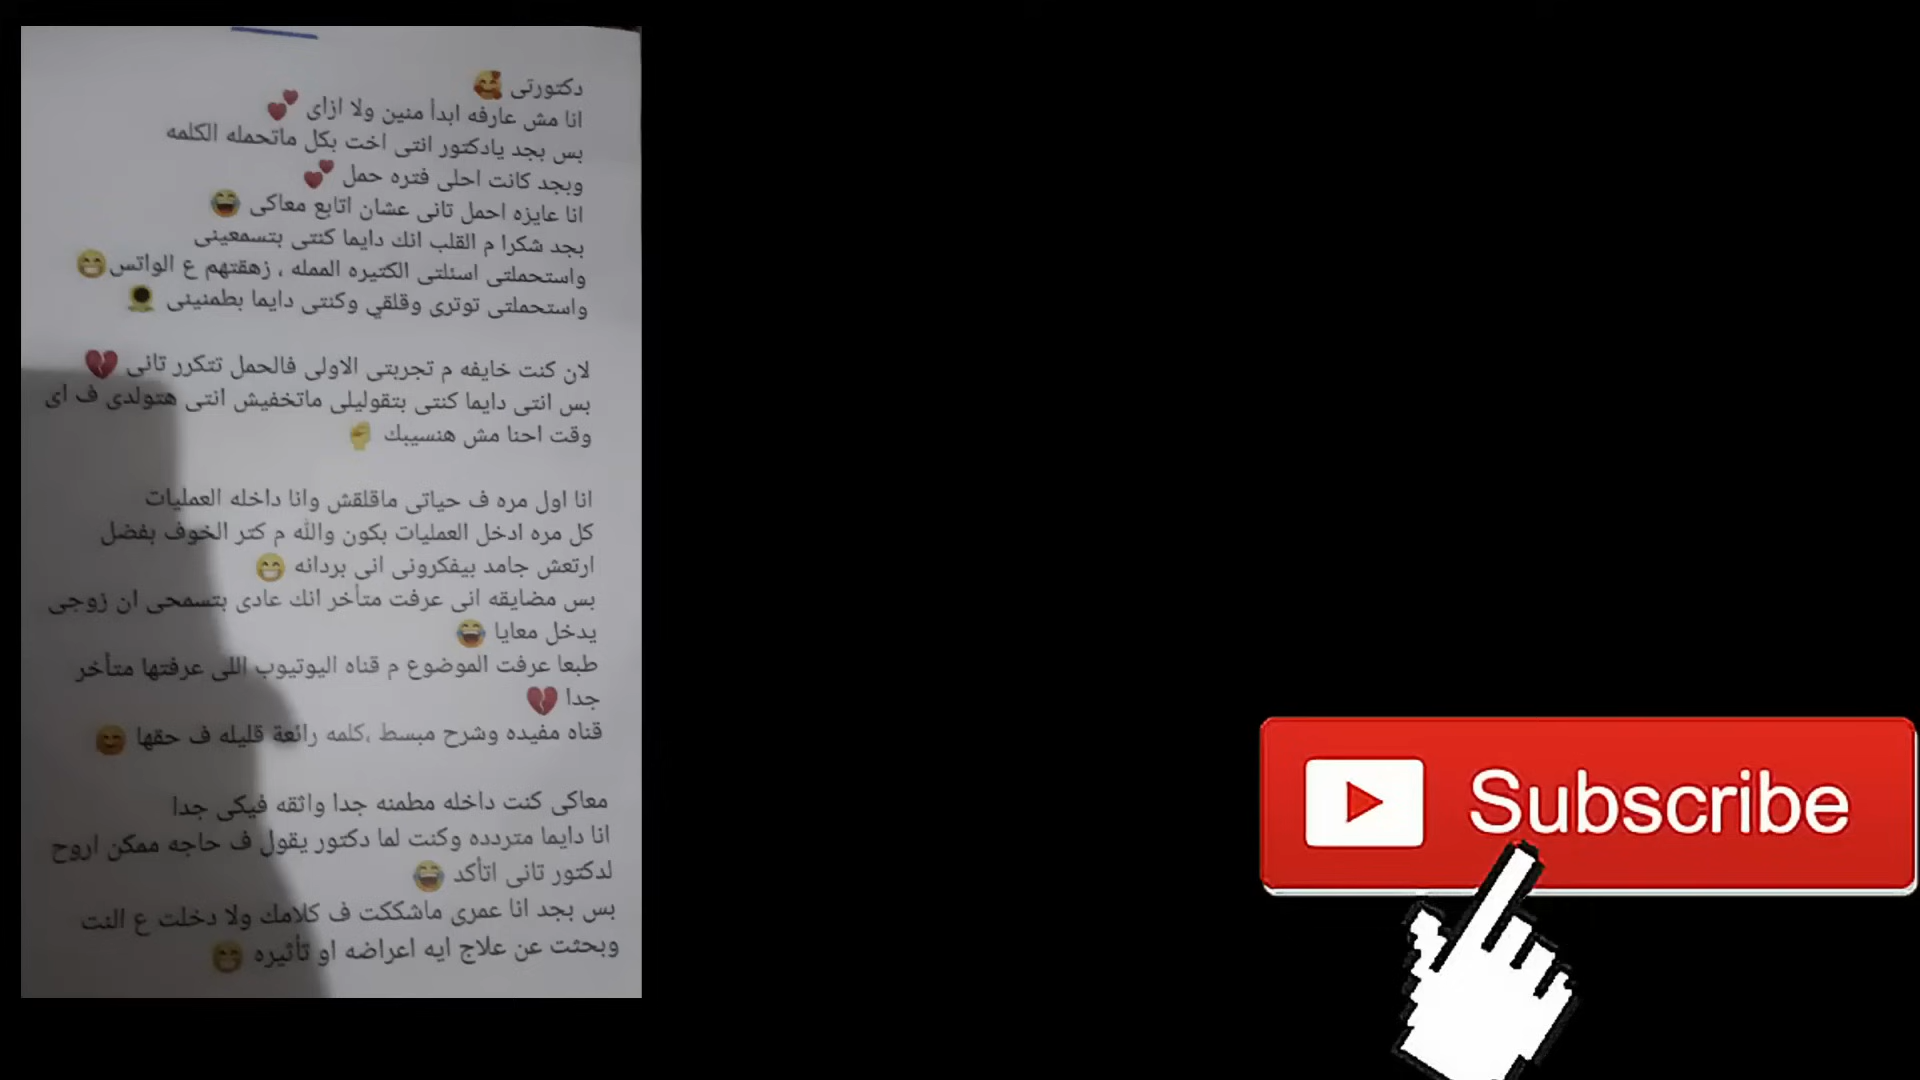 دكتورتى 🥰
انا مش عارفه ابدأ منين ولا ازاى 💕
بس بجد يادكتور انتى اخت بكل ماتحمله الكلمه
وبجد كانت احلى فتره حمل 💕
انا عايزه احمل تانى عشان اتابع معاكى 😂
بجد شكرا م القلب انك دايما كنتى بتسمعينى
واستحملتى اسئلتى الكتيره الممله ، زهقتهم ع الواتس 😁
واستحملتى توترى وقلقي وكنتى دايما بطمنينى 🌻
لان كنت خايفه م تجربتى الاولى فالحمل تتكرر تانى 💔
بس انتى دايما كنتى بتقوليلى ماتخفيش انتى هتولدى ف اى
وقت احنا مش هنسيبك ✊
انا اول مره ف حياتى ماقلقش وانا داخله العمليات
كل مره ادخل العمليات بكون والله م كتر الخوف بفضل
ارتعش جامد بيفكرونى انى بردانه 😁
بس مضايقه انى عرفت متأخر انك عادى بتسمحى ان زوجى
يدخل معايا 😂
طبعا عرفت الموضوع م قناه اليوتيوب اللى عرفتها متأخر
جدا 💔
قناه مفيده وشرح مبسط ،كلمه رائعة قليله ف حقها
معاكى كنت داخله مطمنه جدا واثقه فيكى جدا
انا دايما متردده وكنت لما دكتور يقول ف حاجه ممكن اروح
لدكتور تانى اتأكد 😂
بس بجد انا عمرى ماشككت ف كلامك ولا دخلت ع النت
وبحثت عن علاج ايه اعراضه او تأثيره 😁
Subscribe